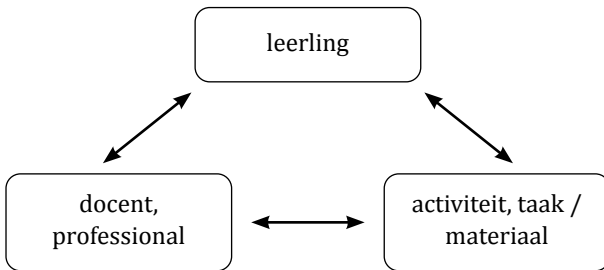 leerling
docent,
professional
activiteit, taak /
materiaal